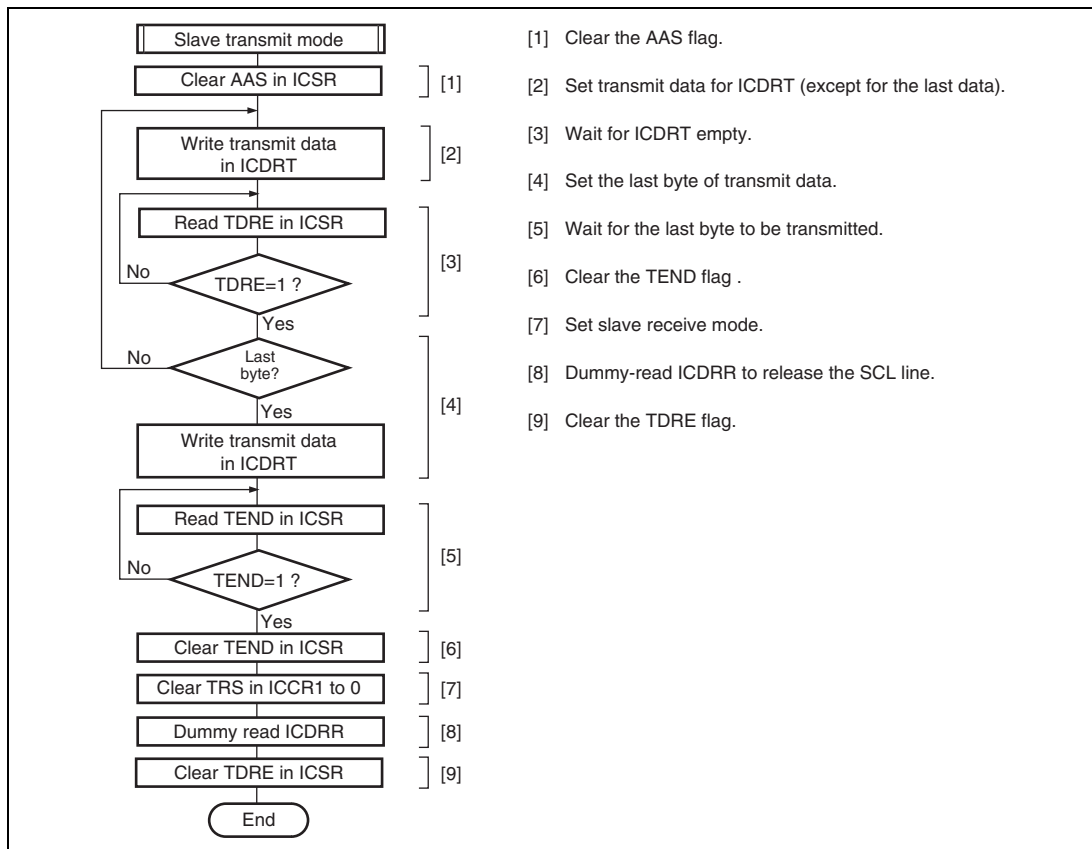 Slave transmit mode
Clear AAS in ICSR
[1]
Write transmit data
in ICDRT
[2]
Read TDRE in ICSR
No
TDRE=1 ?
[3]
Yes
No
Last
byte?
[4]
Yes
Write transmit data
in ICDRT
Read TEND in ICSR
No
TEND=1 ?
[5]
Yes
Clear TEND in ICSR
[6]
Clear TRS in ICCR1 to 0
[7]
Dummy read ICDRR
[8]
Clear TDRE in ICSR
[9]
End
[1] Clear the AAS flag.
[2] Set transmit data for ICDRT (except for the last data).
[3] Wait for ICDRT empty.
[4] Set the last byte of transmit data.
[5] Wait for the last byte to be transmitted.
[6] Clear the TEND flag .
[7] Set slave receive mode.
[8] Dummy-read ICDRR to release the SCL line.
[9] Clear the TDRE flag.